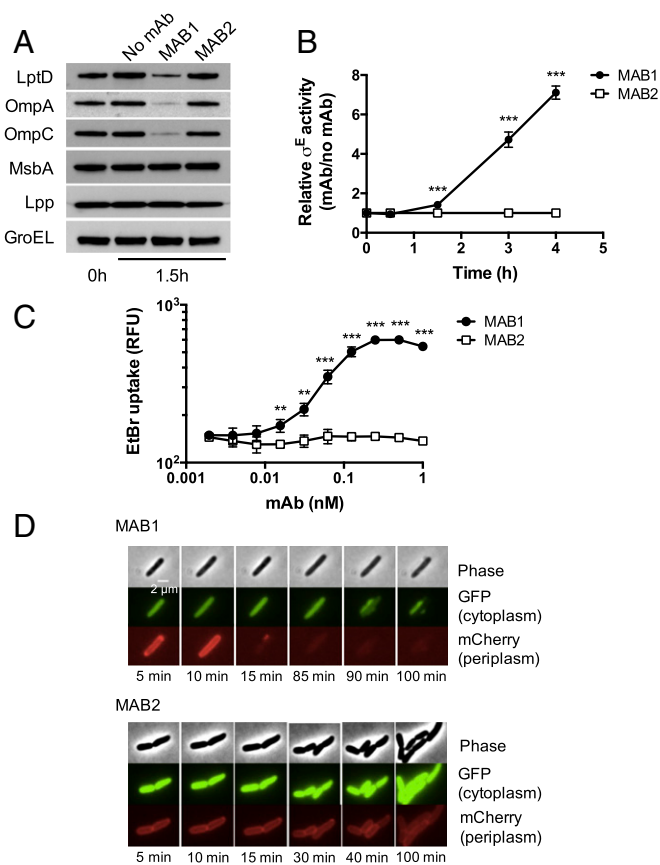 A
No mAb
MAB1
MAB2
LptD
OmpA
OmpC
MsbA
Lpp
GroEL
0h
1.5h
B
Relative σE activity
(mAb/no mAb)
8
6
4
2
0
0 1 2 3 4 5
Time (h)
***
***
***
MAB1
MAB2
C
EtBr uptake (RFU)
10³
10²
0.001 0.01 0.1 1
mAb (nM)
** ** *** *** *** *** ***
MAB1
MAB2
D
MAB1
2 µm
Phase
GFP
(cytoplasm)
mCherry
(periplasm)
5 min 10 min 15 min 85 min 90 min 100 min
MAB2
Phase
GFP
(cytoplasm)
mCherry
(periplasm)
5 min 10 min 15 min 30 min 40 min 100 min